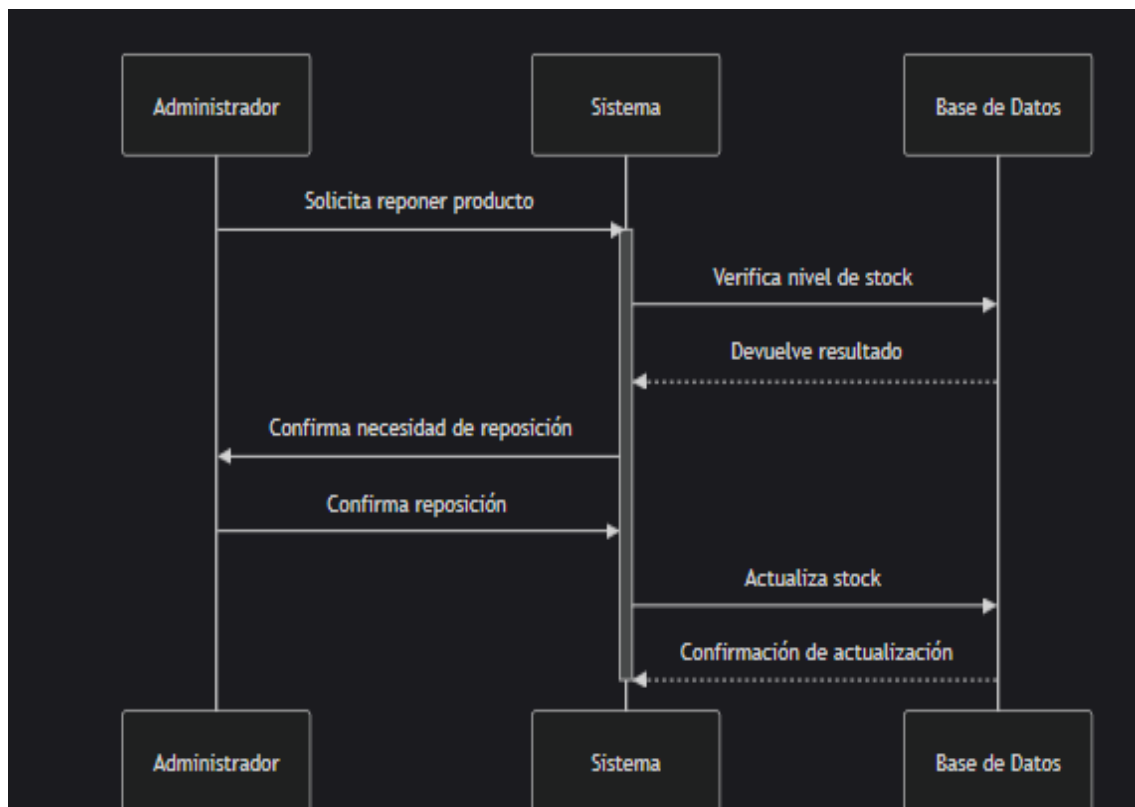 Administrador
Sistema
Base de Datos
Solicita reponer producto
Verifica nivel de stock
Devuelve resultado
Confirma necesidad de reposición
Confirma reposición
Actualiza stock
Confirmación de actualización
Administrador
Sistema
Base de Datos